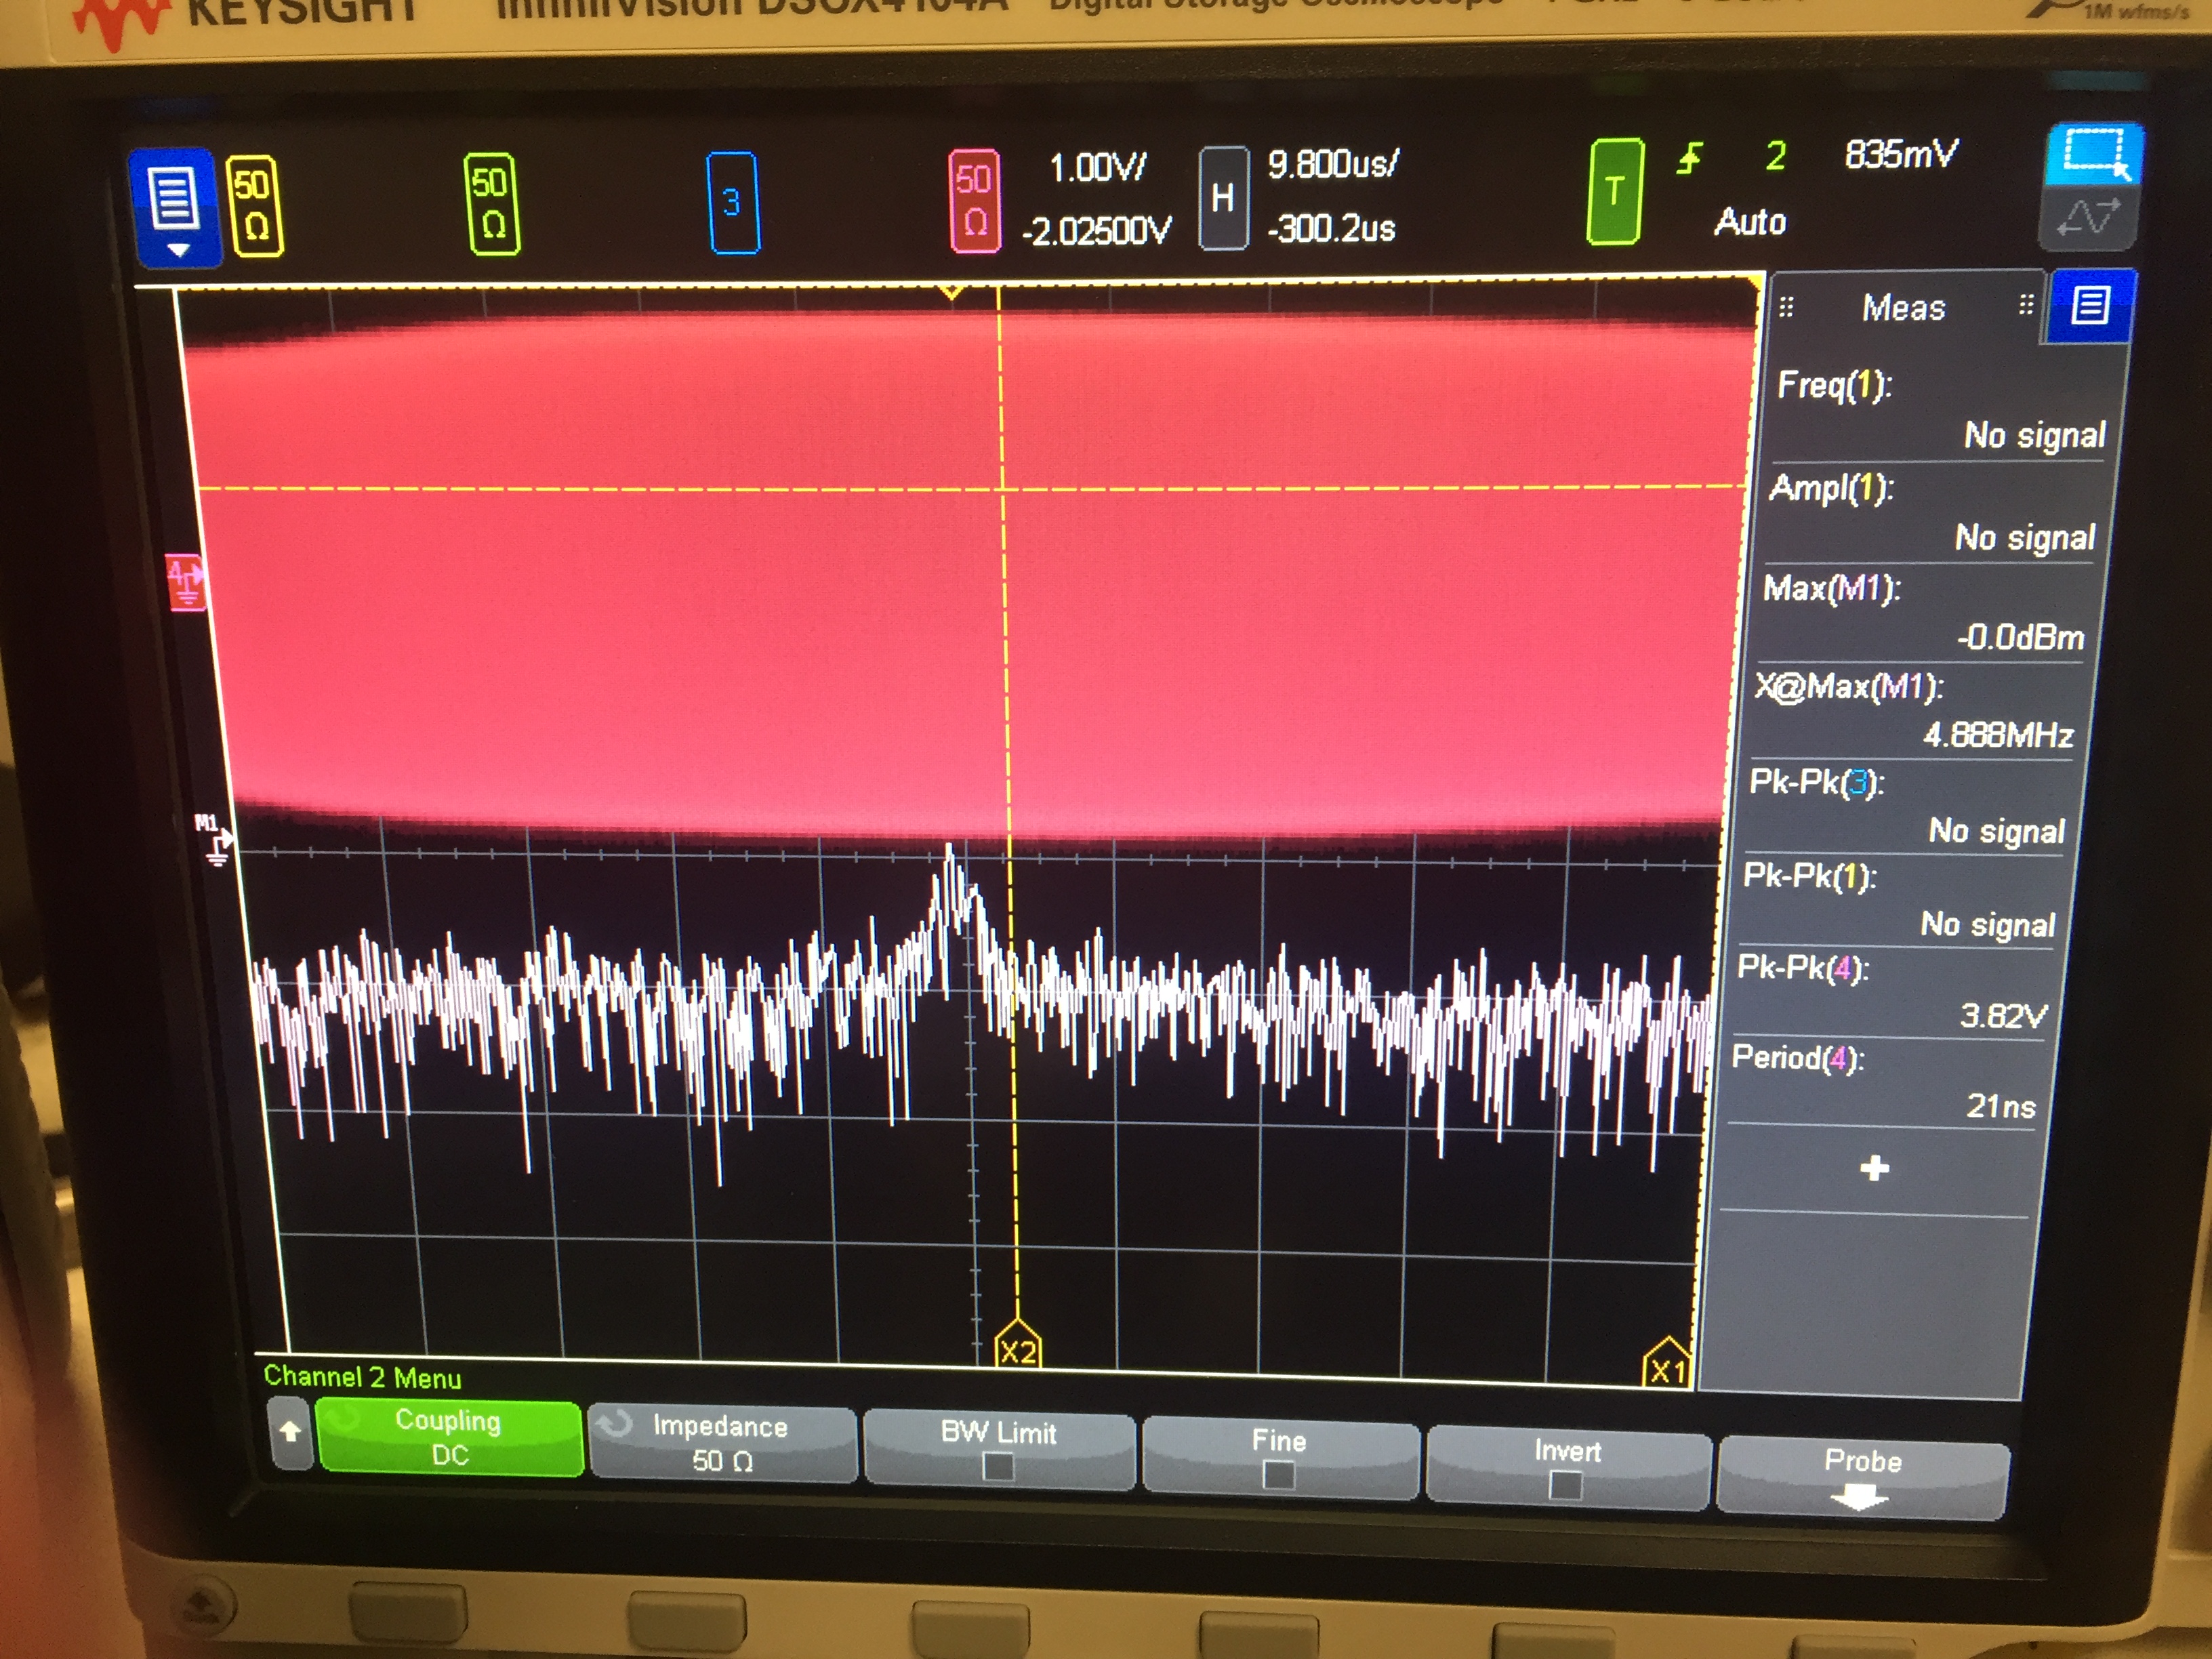 KEYSIGHT InfiniiVision DSOX4104A Digital Storage Oscilloscope
1M wfms/s
50 Ω
50 Ω
3
50 Ω
1.00V/
-2.02500V
H
9.800us/
-300.2us
T
2
835mV
Auto
Meas
Freq(1):
No signal
Ampl(1):
No signal
Max(M1):
-0.0dBm
X@Max(M1):
4.888MHz
Pk-Pk(3):
No signal
Pk-Pk(1):
No signal
Pk-Pk(4):
3.82V
Period(4):
21ns
4
M1
X2
X1
Channel 2 Menu
Coupling
DC
Impedance
50 Ω
BW Limit
Fine
Invert
Probe